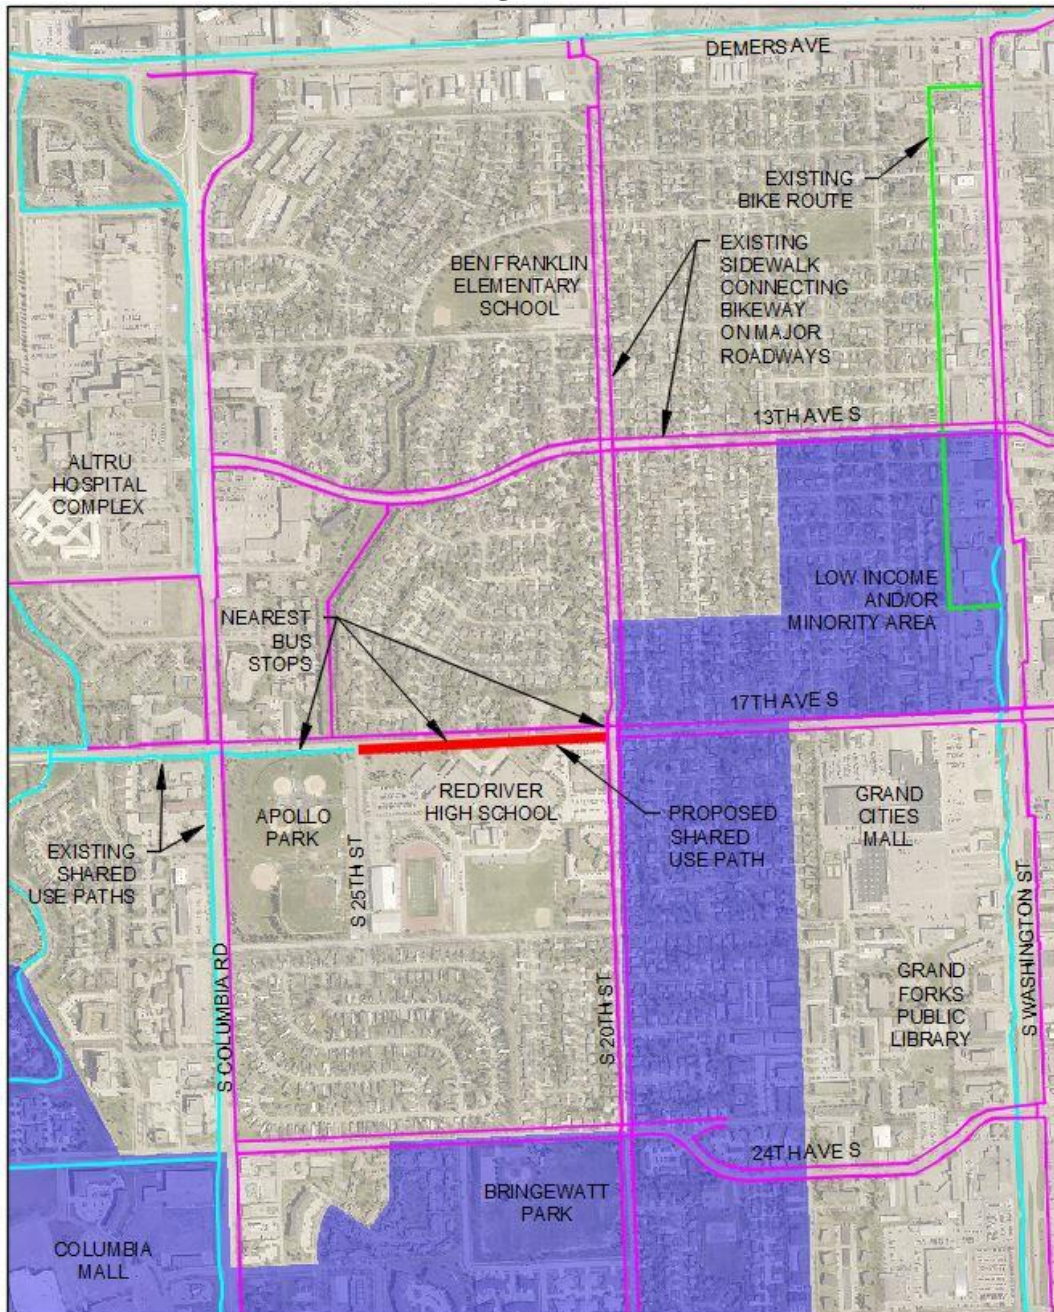 DEMERS AVE
EXISTING
BIKE ROUTE
BEN FRANKLIN
ELEMENTARY
SCHOOL
EXISTING
SIDEWALK
CONNECTING
BIKEWAY
ON MAJOR
ROADWAYS
13TH AVE S
ALTRU
HOSPITAL
COMPLEX
LOW INCOME
AND/OR
MINORITY AREA
NEAREST
BUS
STOPS
17TH AVE S
RED RIVER
HIGH SCHOOL
APOLLO
PARK
PROPOSED
SHARED
USE PATH
GRAND
CITIES
MALL
EXISTING
SHARED
USE PATHS
S 25TH ST
S COLUMBIA RD
S 20TH ST
S WASHINGTON ST
GRAND
FORKS
PUBLIC
LIBRARY
24TH AVE S
BRINGEWATT
PARK
COLUMBIA
MALL